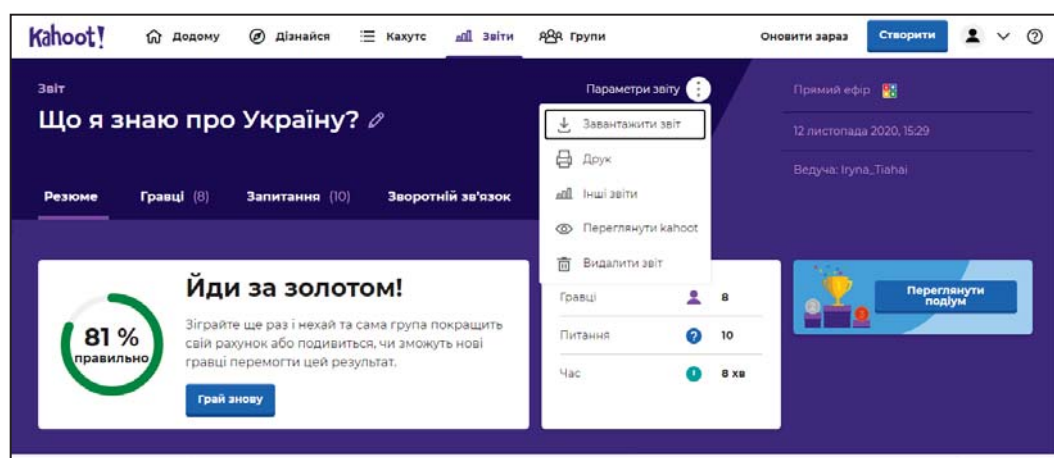 Kahoot!
Додому
Дізнайся
Кахутс
Звіти
Групи
Оновити зараз
Створити
Звіт
Що я знаю про Україну?
Параметри звіту
Завантажити звіт
Друк
Інші звіти
Переглянути kahoot
Видалити звіт
Прямий ефір
12 листопада 2020, 15:29
Ведуча: Iryna_Tiahai
Резюме
Гравці (8)
Запитання (10)
Зворотній зв'язок
81 %
правильно
Йди за золотом!
Зіграйте ще раз і нехай та сама група покращить
свій рахунок або подивиться, чи зможуть нові
гравці перемогти цей результат.
Грай знову
Гравці 8
Питання 10
Час 8 хв
Переглянути
подіум